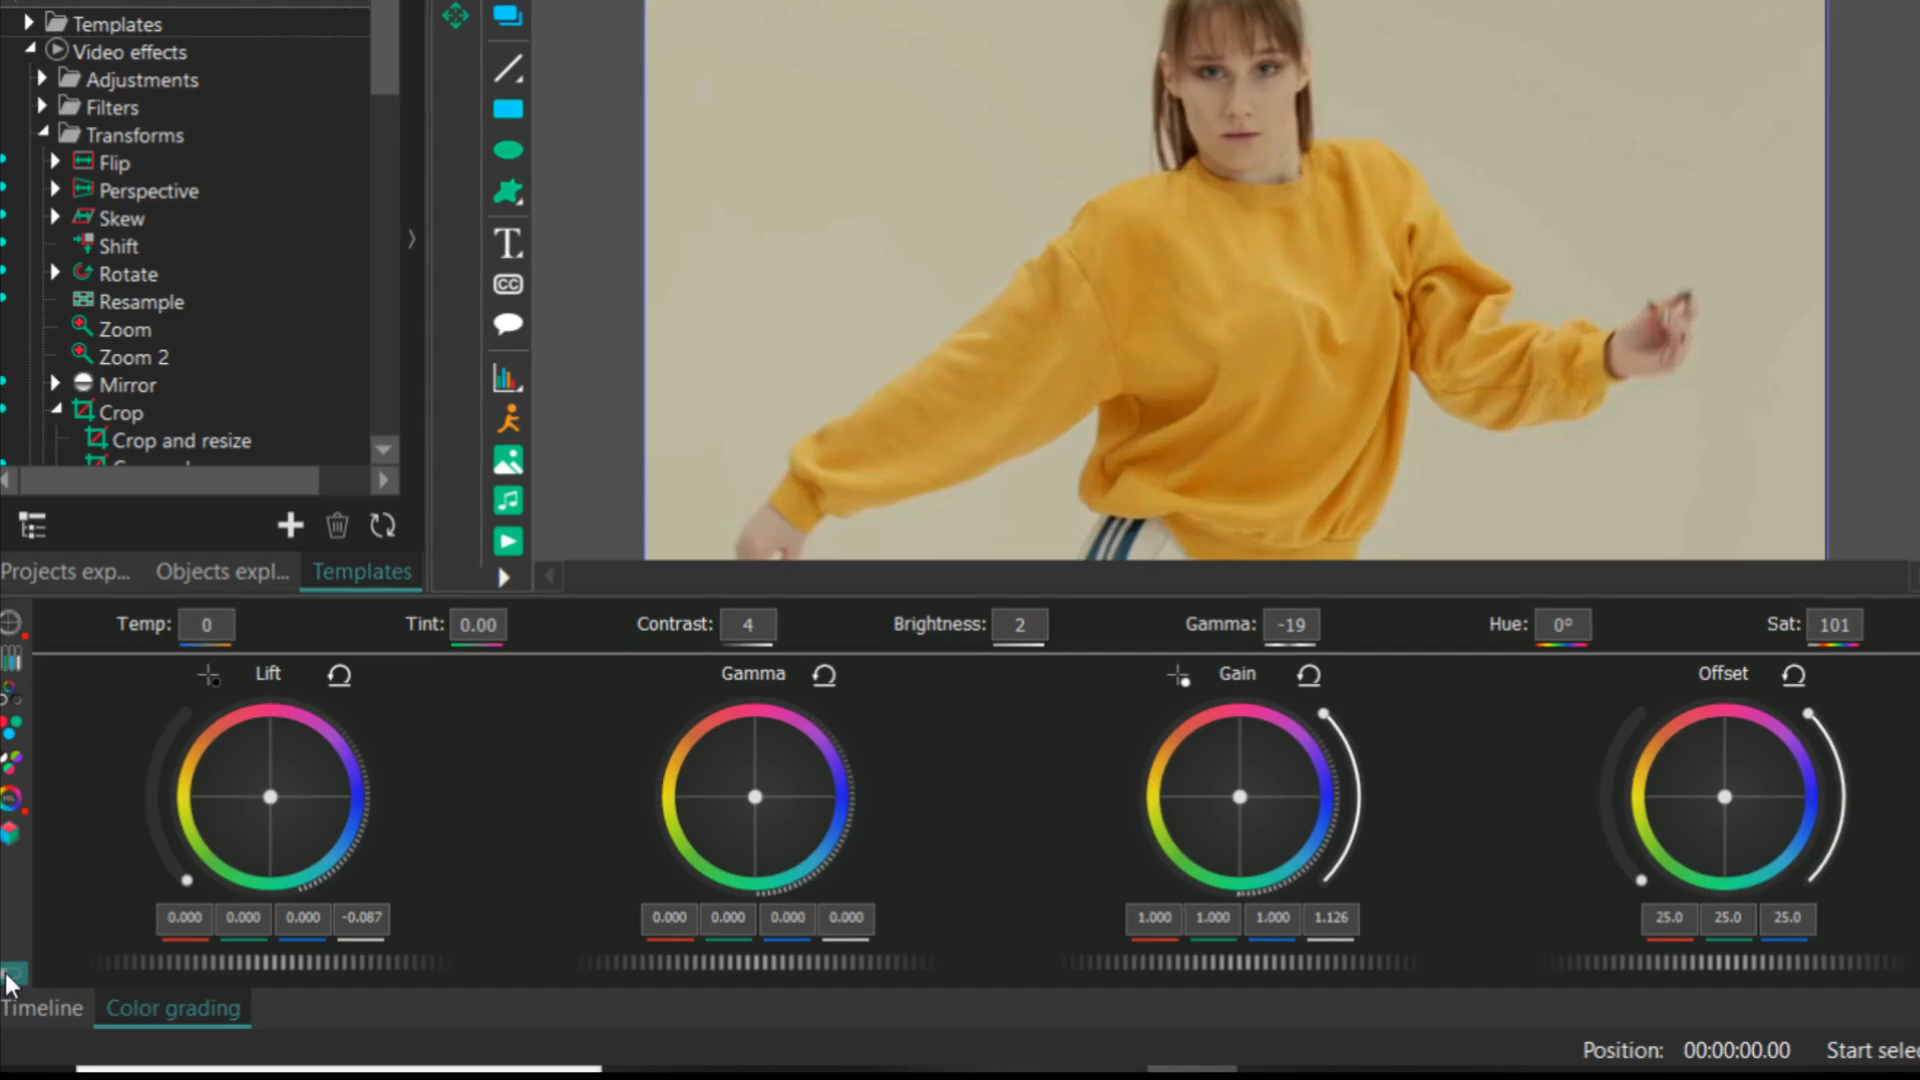 Templates
Video effects
Adjustments
Filters
Transforms
Flip
Perspective
Skew
Shift
Rotate
Resample
Zoom
Zoom 2
Mirror
Crop
Crop and resize
T
CC
Projects exp... Objects expl... Templates
Temp: 0 Tint: 0.00 Contrast: 4 Brightness: 2 Gamma: -19 Hue: 0° Sat: 101
Lift Gamma Gain Offset
0.000 0.000 0.000 -0.087 0.000 0.000 0.000 0.000 1.000 1.000 1.000 1.126 25.0 25.0 25.0
Timeline Color grading
Position: 00:00:00.00 Start selec